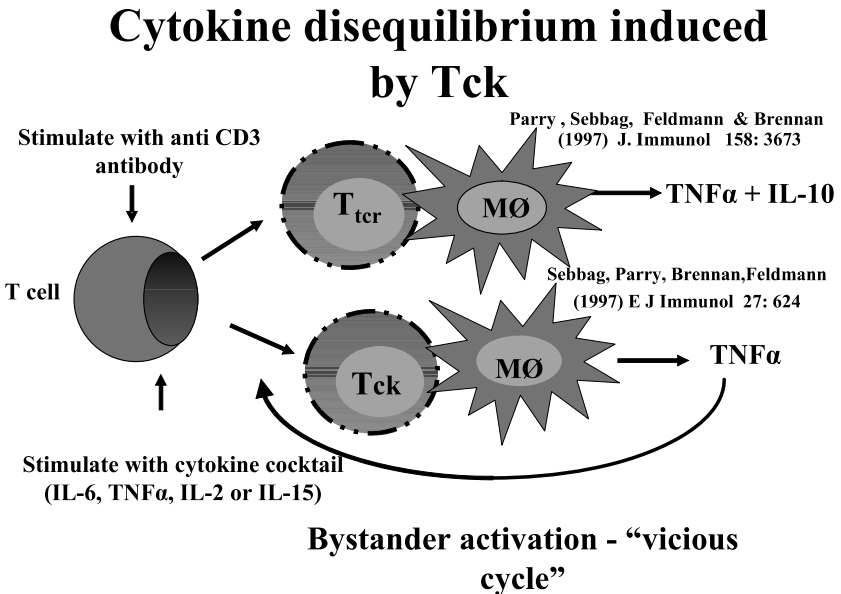 Cytokine disequilibrium induced
by Tck
Parry , Sebbag, Feldmann & Brennan
(1997) J. Immunol 158: 3673
Stimulate with anti CD3
antibody
Ttcr
MØ
TNFα + IL-10
Sebbag, Parry, Brennan,Feldmann
(1997) E J Immunol 27: 624
T cell
Tck
MØ
TNFα
Stimulate with cytokine cocktail
(IL-6, TNFα, IL-2 or IL-15)
Bystander activation - “vicious
cycle”